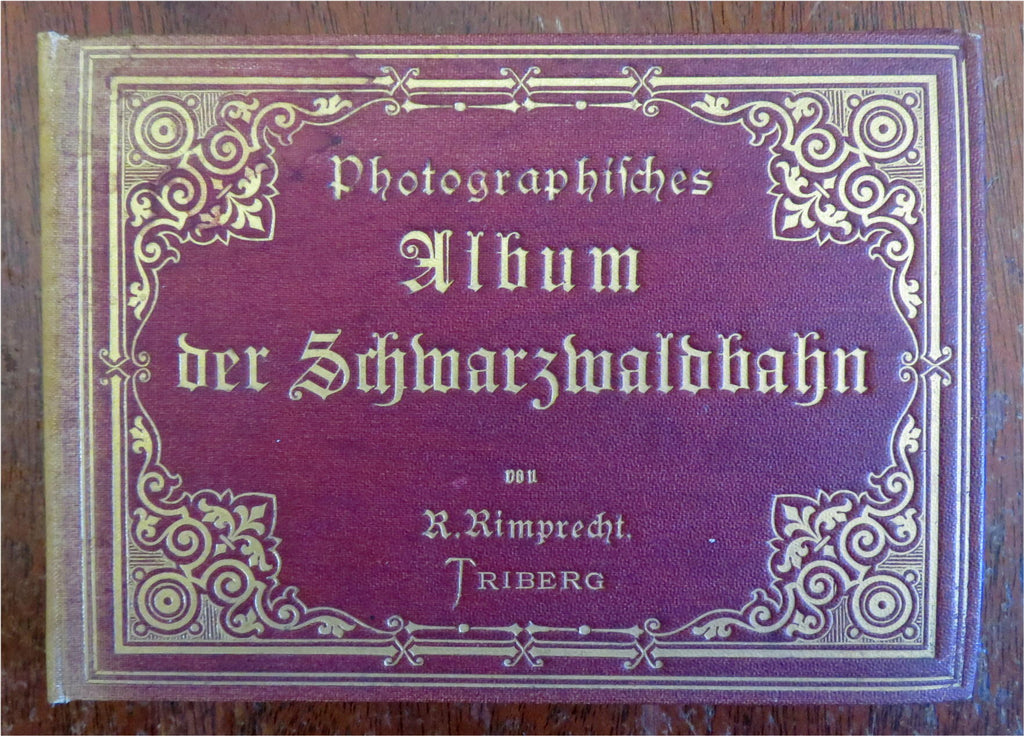 Photographiſches
Album
der Schwarzwaldbahn
von
R. Rimprecht.
TRIBERG